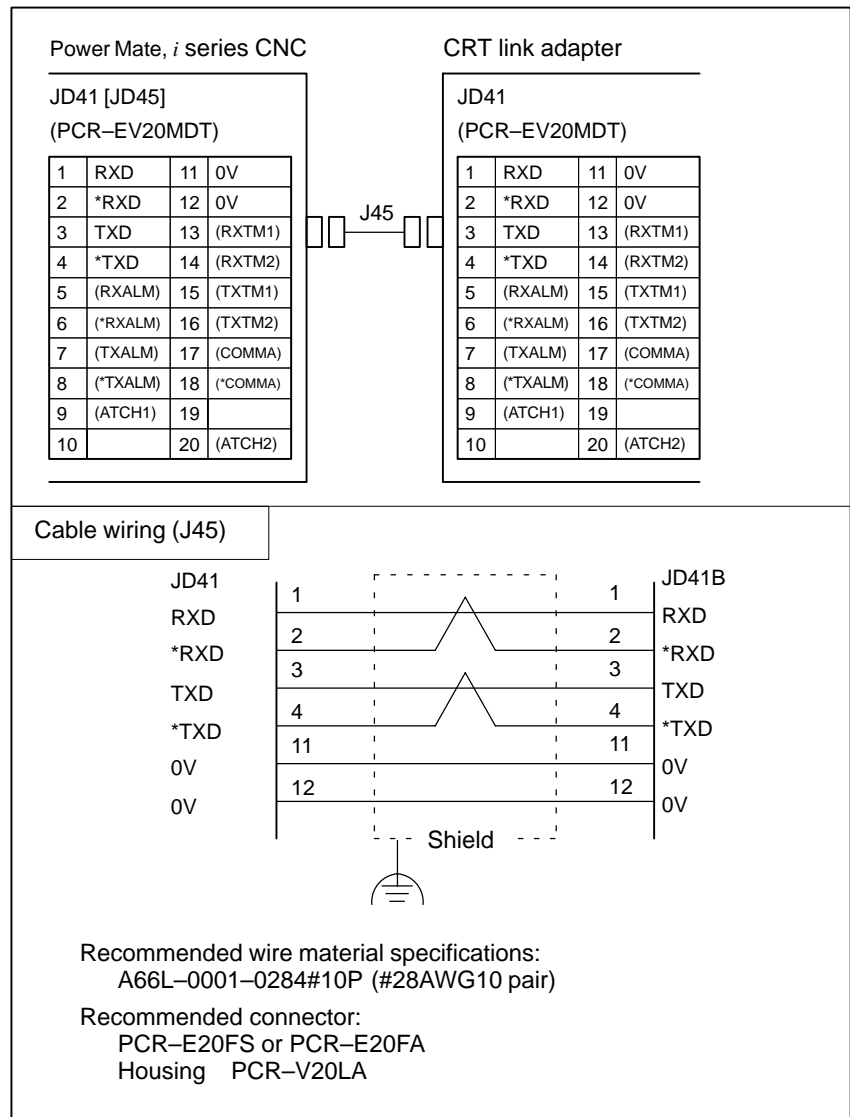 Power Mate, i series CNC CRT link adapter
JD41 [JD45]
(PCR–EV20MDT)
1 RXD 11 0V
2 *RXD 12 0V
3 TXD 13 (RXTM1)
4 *TXD 14 (RXTM2)
5 (RXALM) 15 (TXTM1)
6 (*RXALM) 16 (TXTM2)
7 (TXALM) 17 (COMMA)
8 (*TXALM) 18 (*COMMA)
9 (ATCH1) 19
10 20 (ATCH2)
J45
JD41
(PCR–EV20MDT)
1 RXD 11 0V
2 *RXD 12 0V
3 TXD 13 (RXTM1)
4 *TXD 14 (RXTM2)
5 (RXALM) 15 (TXTM1)
6 (*RXALM) 16 (TXTM2)
7 (TXALM) 17 (COMMA)
8 (*TXALM) 18 (*COMMA)
9 (ATCH1) 19
10 20 (ATCH2)
Cable wiring (J45)
JD41 JD41B
RXD 1 1 RXD
*RXD 2 2 *RXD
TXD 3 3 TXD
*TXD 4 4 *TXD
0V 11 11 0V
0V 12 12 0V
Shield
Recommended wire material specifications:
A66L–0001–0284#10P (#28AWG10 pair)
Recommended connector:
PCR–E20FS or PCR–E20FA
Housing PCR–V20LA